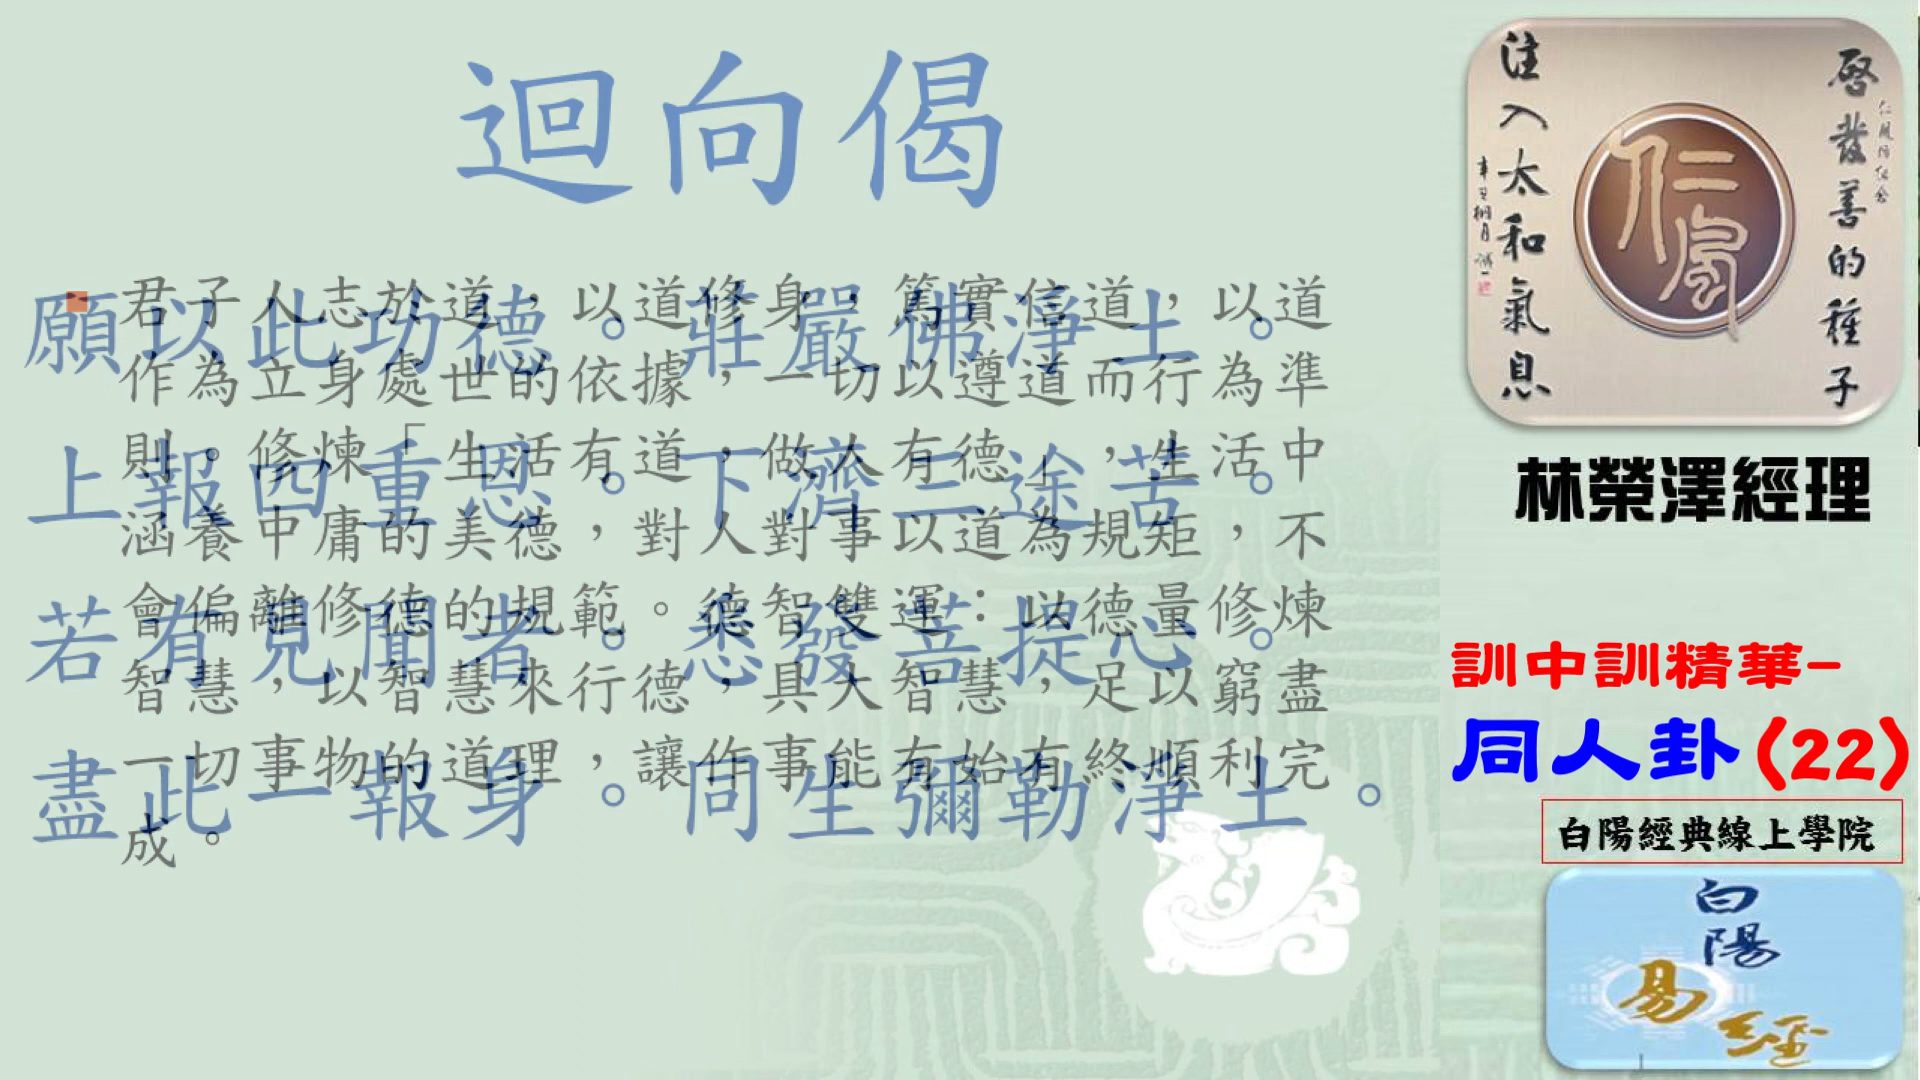 迴向偈
願以此功德。莊嚴佛淨土。
上報四重恩。下濟三途苦。
若有見聞者。悉發菩提心。
盡此一報身。同生彌勒淨土。
君子人志於道，以道修身，篤實信道，以道
作為立身處世的依據，一切以遵道而行為準
則。修煉「生活有道，做人有德」，生活中
涵養中庸的美德，對人對事以道為規矩，不
會偏離修德的規範。德智雙運：以德量修煉
智慧，以智慧來行德，具大智慧，足以窮盡
一切事物的道理，讓作事能有始有終順利完
成。
啓發善的種子
仁風
注入太和氣息
林榮澤經理
訓中訓精華-
同人卦(22)
白陽經典線上學院
白陽
易經